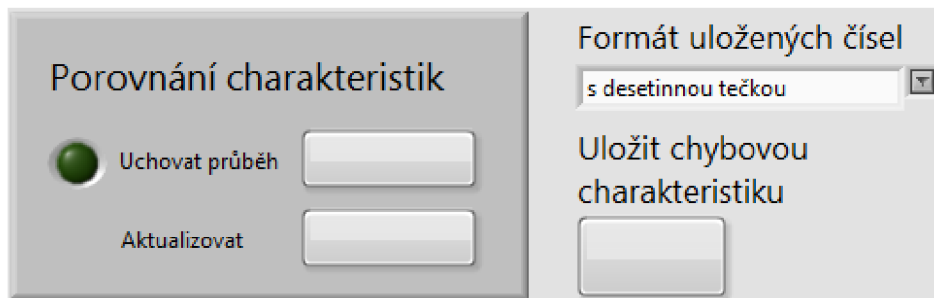 Porovnání charakteristik
Uchovat průběh
Aktualizovat
Formát uložených čísel
s desetinnou tečkou
Uložit chybovou
charakteristiku